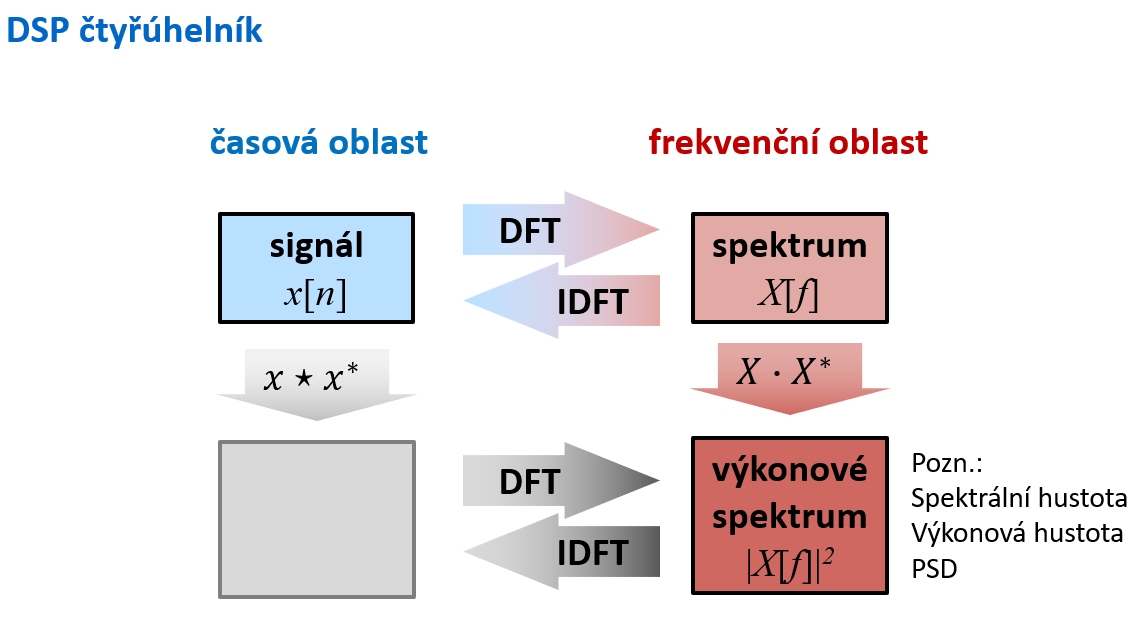 DSP čtyřúhelník
časová oblast
frekvenční oblast
signál
x[n]
DFT
IDFT
spektrum
X[f]
x ⋆ x*
X · X*
DFT
IDFT
výkonové
spektrum
|X[f]|²
Pozn.:
Spektrální hustota
Výkonová hustota
PSD